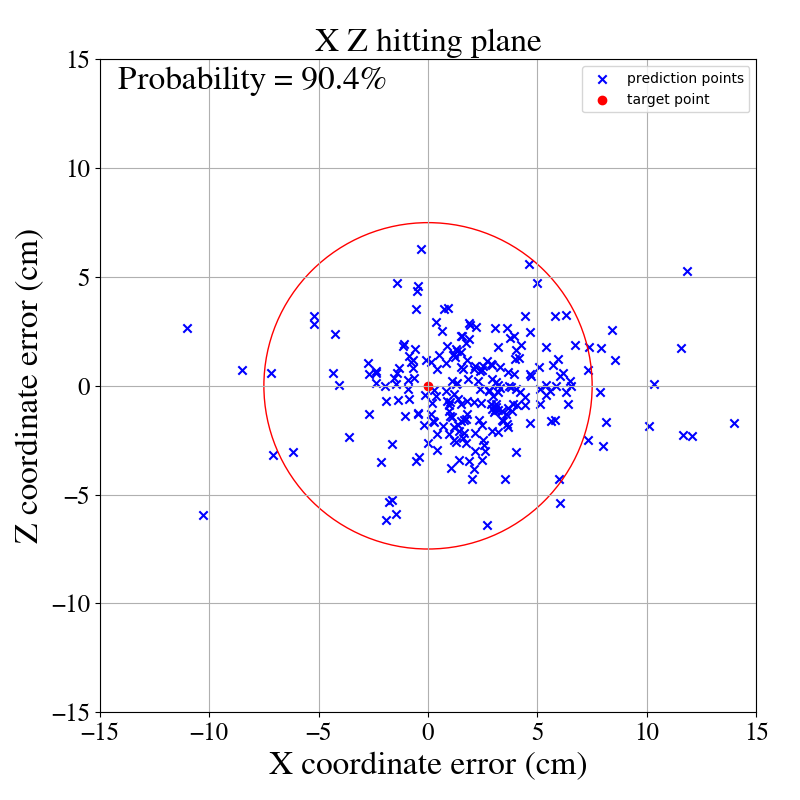 X Z hitting plane
Probability = 90.4%
prediction points
target point
15
10
5
0
−5
−10
−15
Z coordinate error (cm)
−15 −10 −5 0 5 10 15
X coordinate error (cm)